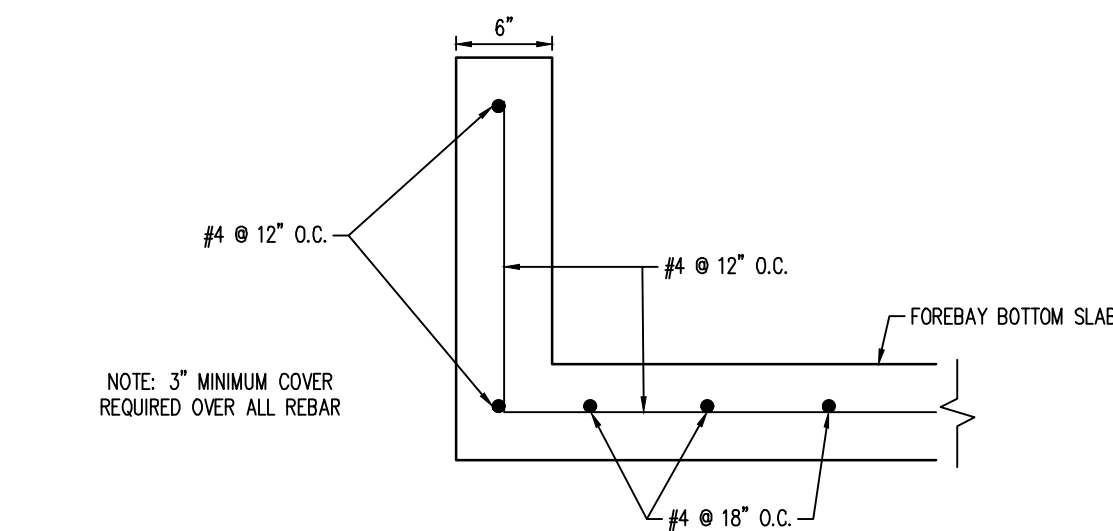 6”
#4 @ 12” O.C.
#4 @ 12” O.C.
FOREBAY BOTTOM SLAB
NOTE: 3” MINIMUM COVER
REQUIRED OVER ALL REBAR
#4 @ 18” O.C.